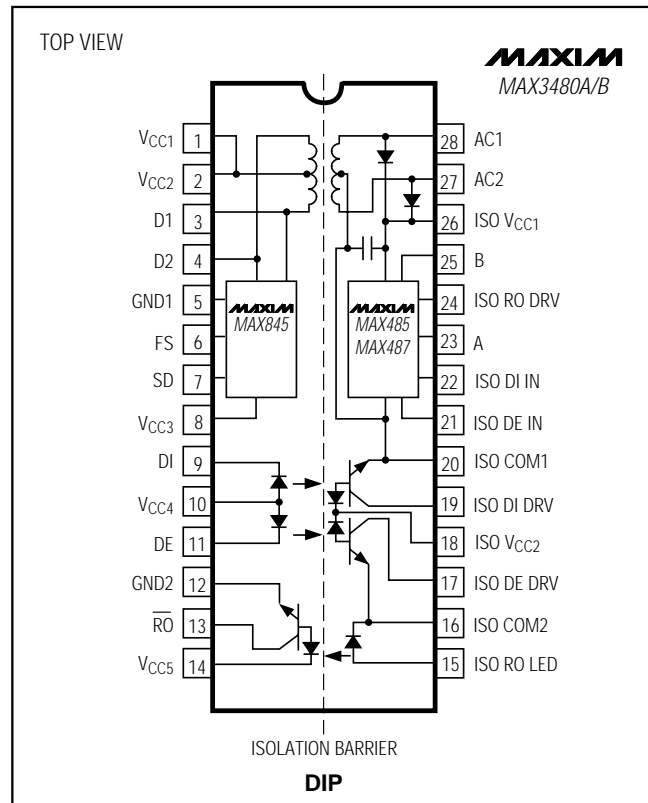 TOP VIEW
MAXIM
MAX3480A/B
VCC1 1
VCC2 2
D1 3
D2 4
GND1 5
FS 6
SD 7
VCC3 8
DI 9
VCC4 10
DE 11
GND2 12
R̅O̅ 13
VCC5 14
MAXIM
MAX845
MAXIM
MAX485
MAX487
28 AC1
27 AC2
26 ISO VCC1
25 B
24 ISO RO DRV
23 A
22 ISO DI IN
21 ISO DE IN
20 ISO COM1
19 ISO DI DRV
18 ISO VCC2
17 ISO DE DRV
16 ISO COM2
15 ISO RO LED
ISOLATION BARRIER
DIP